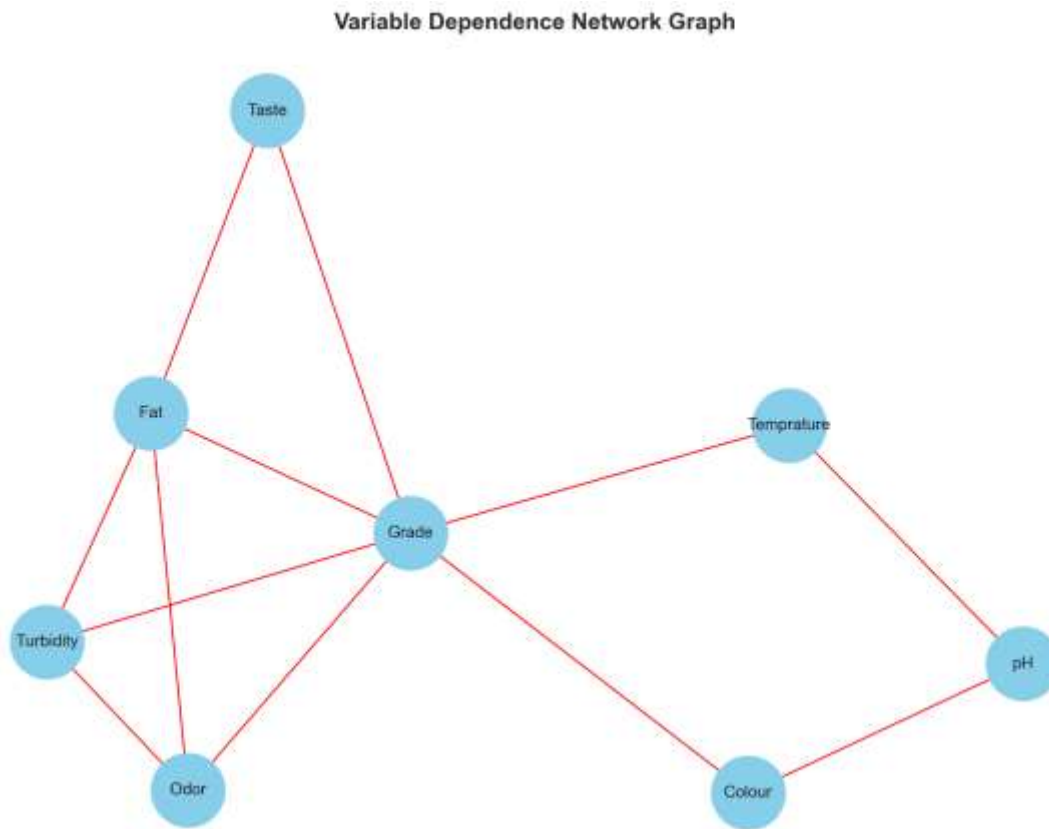 Variable Dependence Network Graph
Taste
Fat
Temprature
Grade
Turbidity
pH
Odor
Colour